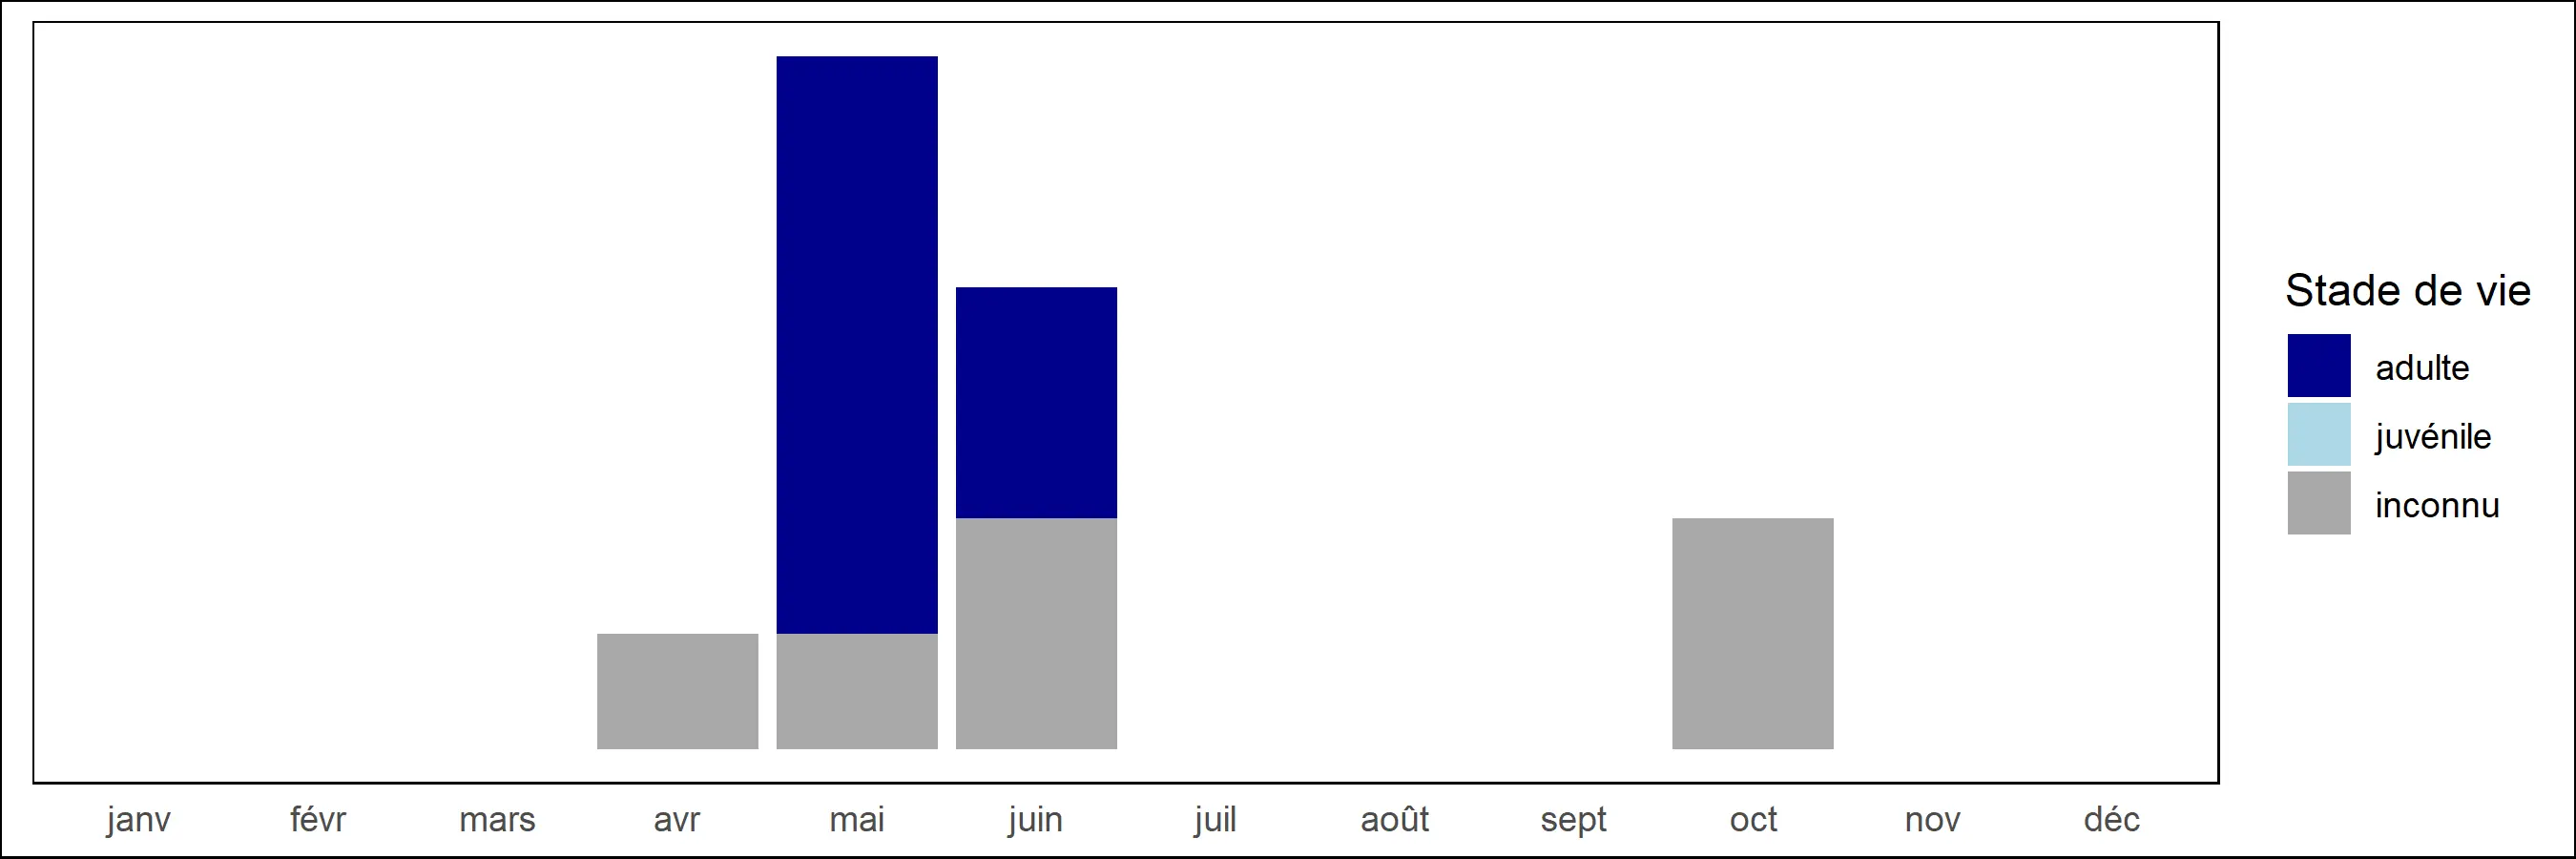 Stade de vie
adulte
juvénile
inconnu
janv févr mars avr mai juin juil août sept oct nov déc